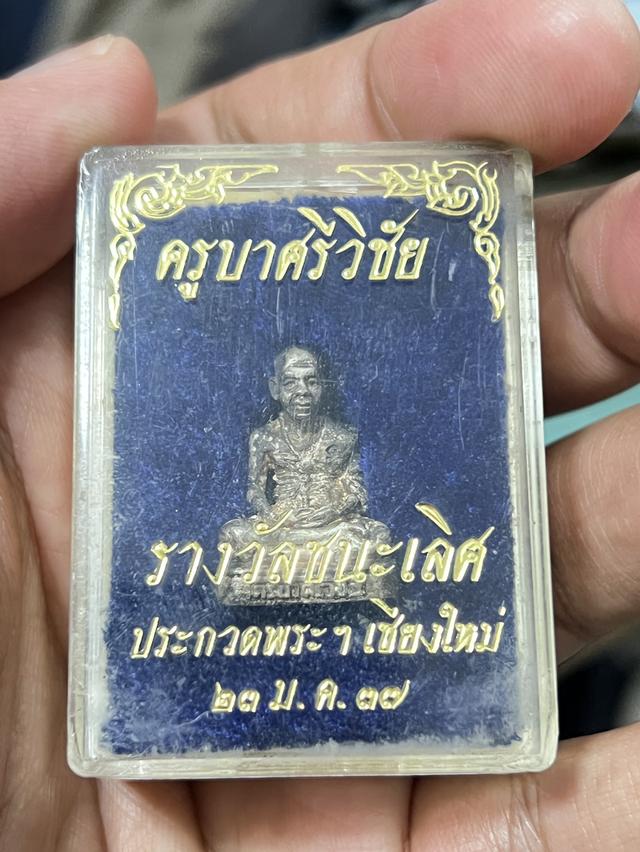 ครูบาศรีวิชัย
รางวัลชนะเลิศ
ประกวดพระฯ เชียงใหม่
๒๓ ม.ค.๓๗